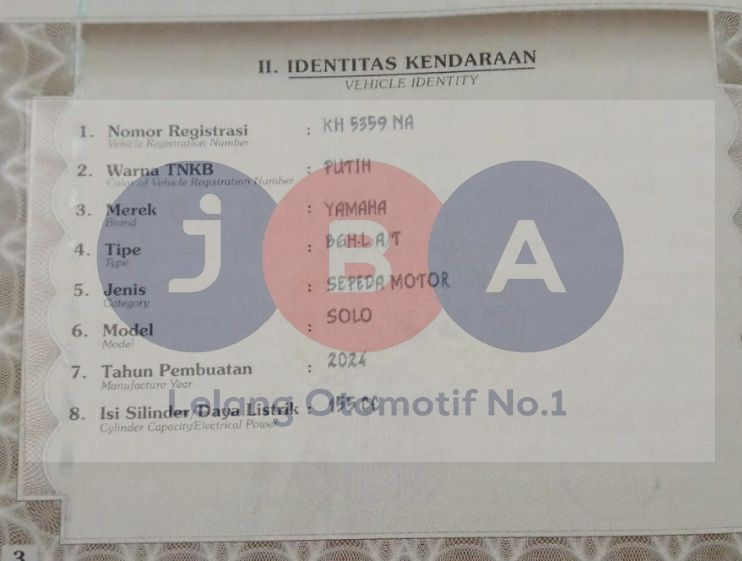 II. IDENTITAS KENDARAAN
VEHICLE IDENTITY
1. Nomor Registrasi : KH 5359 NA
Vehicle Registration Number
2. Warna TNKB : PUTIH
Color of Vehicle Registration Number
3. Merek : YAMAHA
Brand
4. Tipe : BGH-L A/T
Type
5. Jenis : SEPEDA MOTOR
Category
6. Model : SOLO
Model
7. Tahun Pembuatan : 2024
Manufacture Year
8. Isi Silinder/Daya Listrik : 155 CC
Cylinder Capacity/Electrical Power
jBA
Lelang Otomotif No.1
3